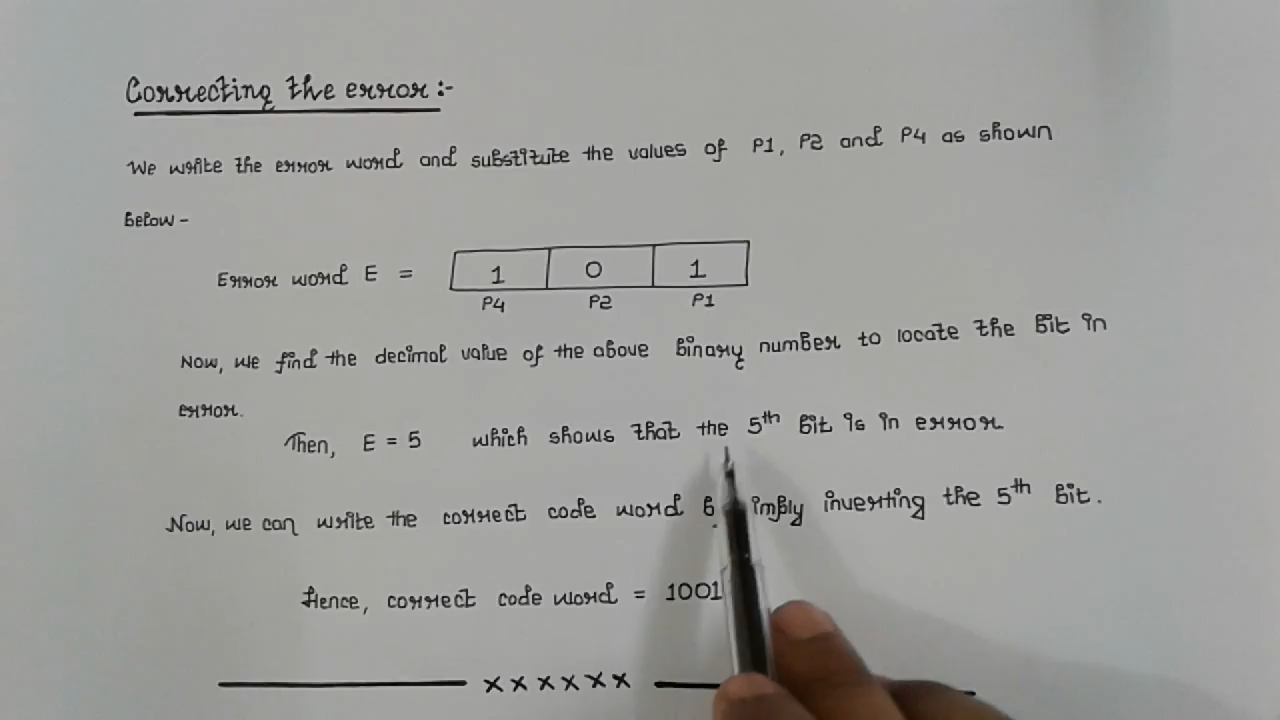 Correcting the error :-
We write the error word and substitute the values of P1, P2 and P4 as shown
below -
Error word E = 1 0 1
P4 P2 P1
Now, we find the decimal value of the above binary number to locate the bit in
error.
Then, E = 5 which shows that the 5th bit is in error
Now, we can write the correct code word inverting the 5th bit.
Hence, correct code word = 1001
xxxxxx